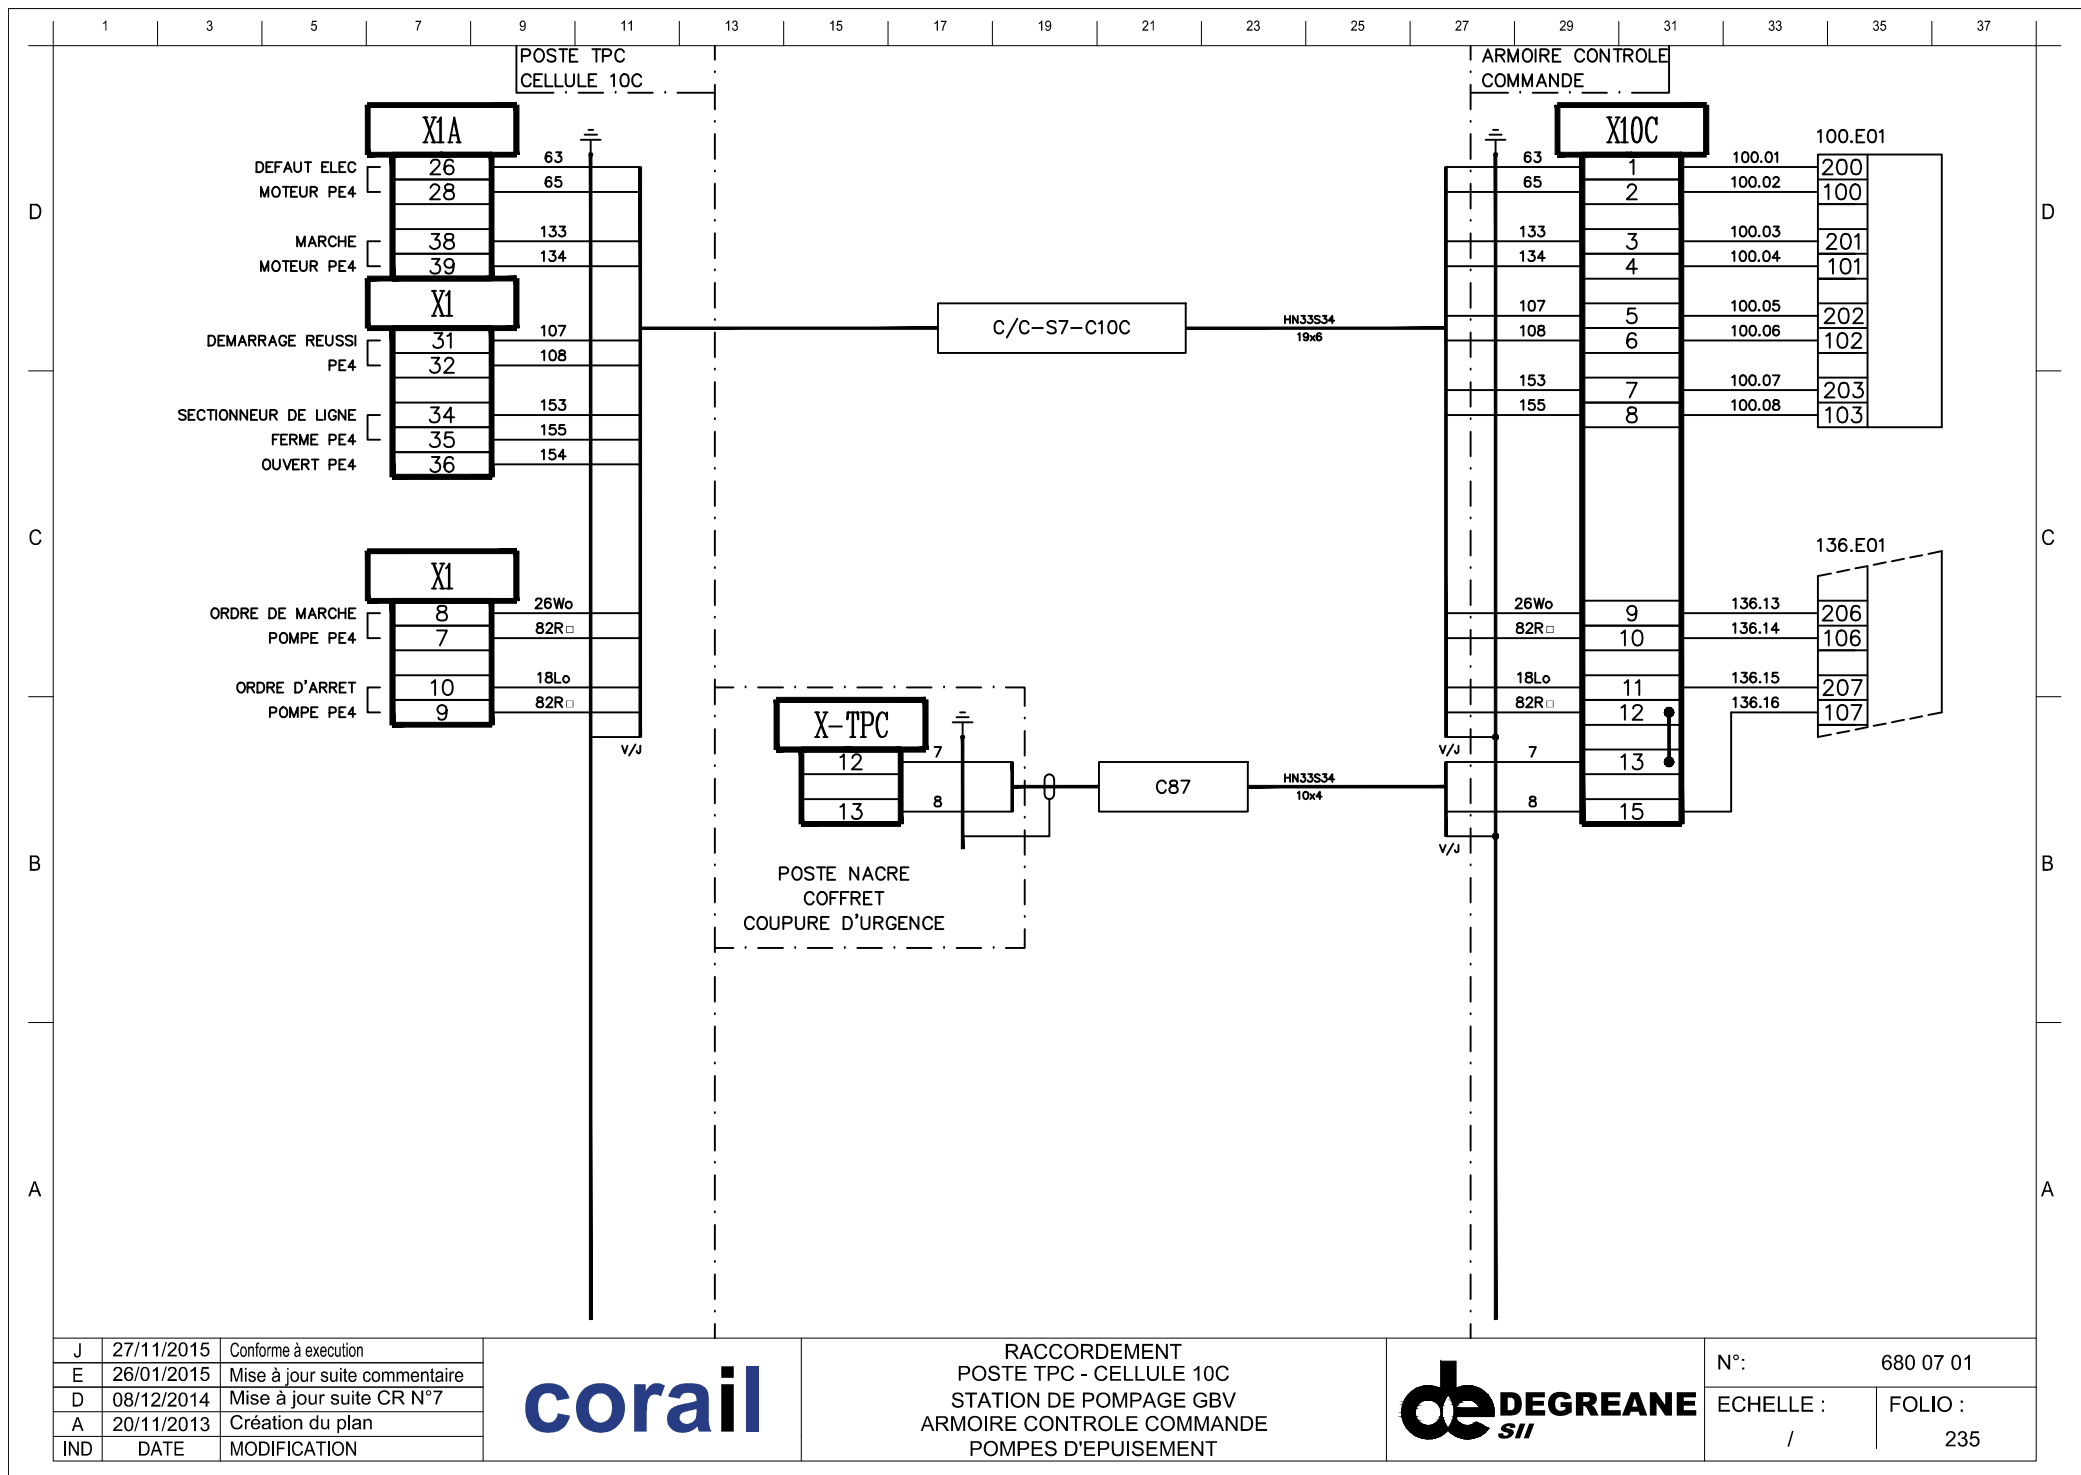 1 3 5 7 9 11 13 15 17 19 21 23 25 27 29 31 33 35 37
POSTE TPC
CELLULE 10C
ARMOIRE CONTROLE
COMMANDE
X1A
DEFAUT ELEC 26 63
MOTEUR PE4 28 65
MARCHE 38 133
MOTEUR PE4 39 134
X1
DEMARRAGE REUSSI 31 107
PE4 32 108
SECTIONNEUR DE LIGNE 34 153
FERME PE4 35 155
OUVERT PE4 36 154
X1
ORDRE DE MARCHE 8 26Wo
POMPE PE4 7 82R□
ORDRE D'ARRET 10 18Lo
POMPE PE4 9 82R□
V/J
C/C-S7-C10C
HN33S34
19x6
X-TPC
12 7
13 8
POSTE NACRE
COFFRET
COUPURE D'URGENCE
C87
HN33S34
10x4
X10C
100.E01
63 1 100.01 200
65 2 100.02 100
133 3 100.03 201
134 4 100.04 101
107 5 100.05 202
108 6 100.06 102
153 7 100.07 203
155 8 100.08 103
136.E01
26Wo 9 136.13 206
82R□ 10 136.14 106
18Lo 11 136.15 207
82R□ 12 136.16 107
V/J
7 13
8 15
V/J
D D
C C
B B
A A
J 27/11/2015 Conforme à execution
E 26/01/2015 Mise à jour suite commentaire
D 08/12/2014 Mise à jour suite CR N°7
A 20/11/2013 Création du plan
IND DATE MODIFICATION
corail
RACCORDEMENT
POSTE TPC - CELLULE 10C
STATION DE POMPAGE GBV
ARMOIRE CONTROLE COMMANDE
POMPES D'EPUISEMENT
de DEGREANE
SII
N°: 680 07 01
ECHELLE : /
FOLIO : 235